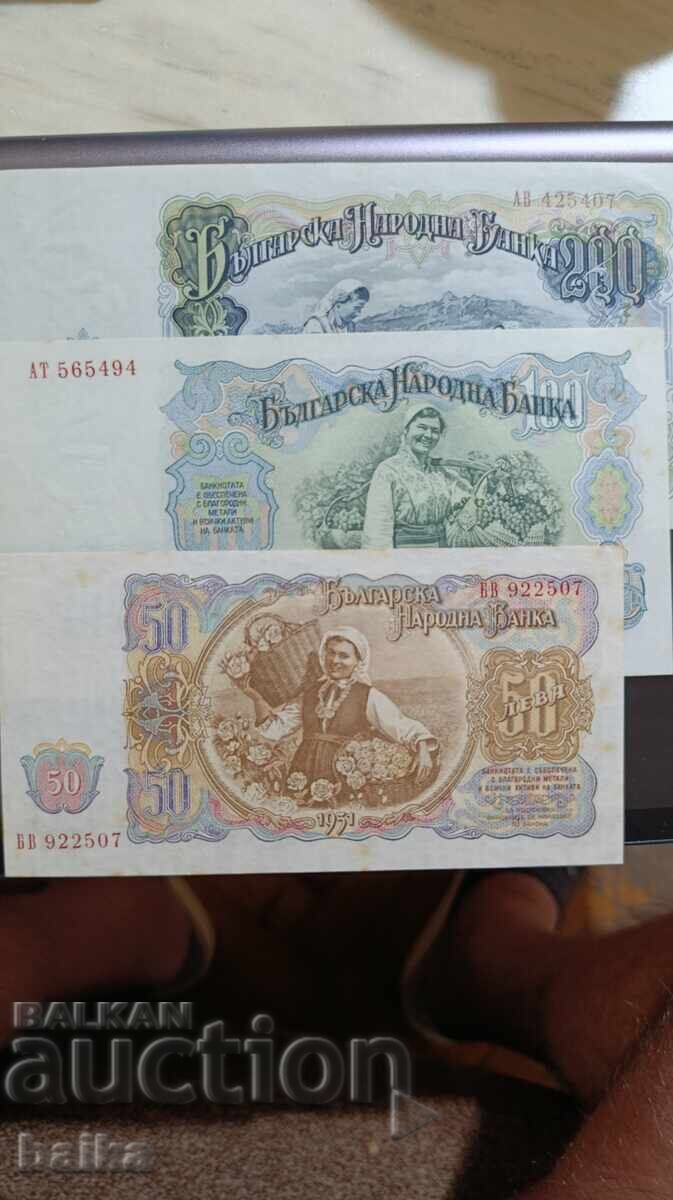 АВ 425407
Българска Народна Банка
200
АТ 565494
Българска Народна Банка
100
БАНКНОТАТА
Е ОБЕЗПЕЧЕНА
С БЛАГОРОДНИ
МЕТАЛИ
И ВСИЧКИ АКТИВИ
НА БАНКАТА
50
БВ 922507
Българска
Народна Банка
50
ЛЕВА
50
50
БАНКНОТАТА Е ОБЕЗПЕЧЕНА
С БЛАГОРОДНИ МЕТАЛИ
И ВСИЧКИ АКТИВИ НА БАНКАТА
1951
БВ 922507
BALKAN
auction
baika